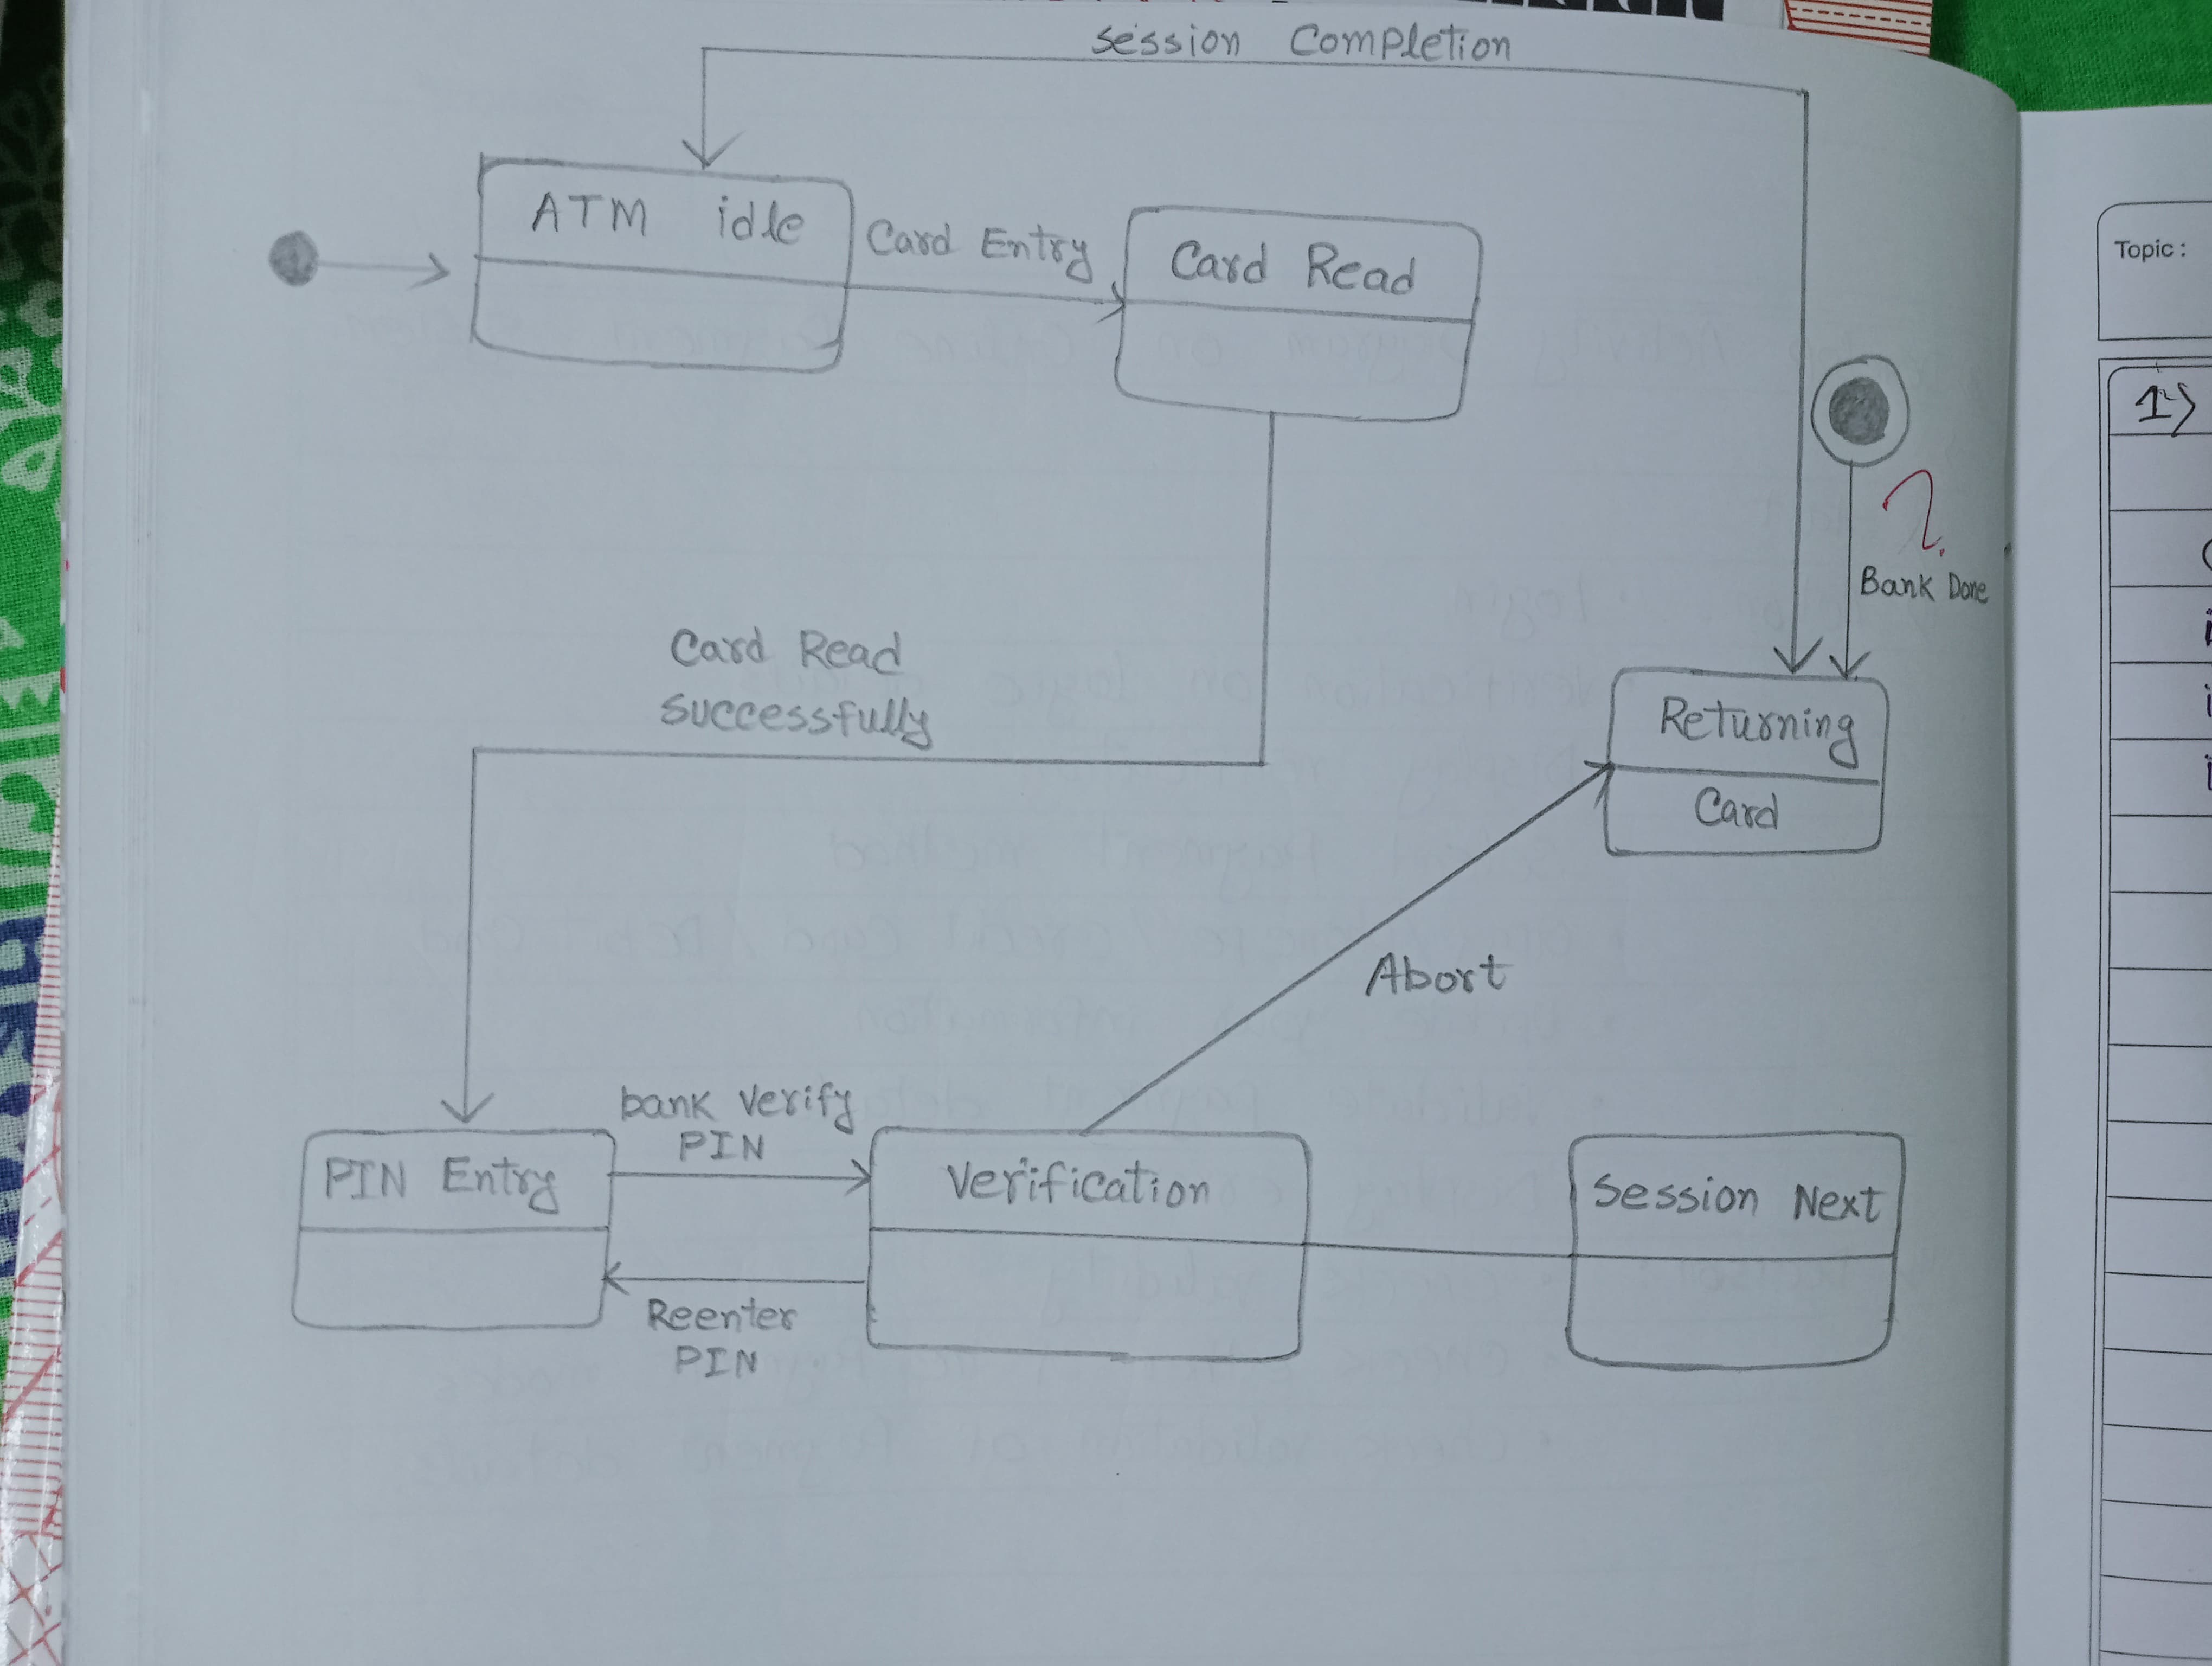 Session Completion
ATM idle
Card Entry
Card Read
Topic :
1)
?
Bank Done
Card Read
Successfully
Returning
Card
Abort
bank verify
PIN
PIN Entry
Verification
Session Next
Reenter
PIN